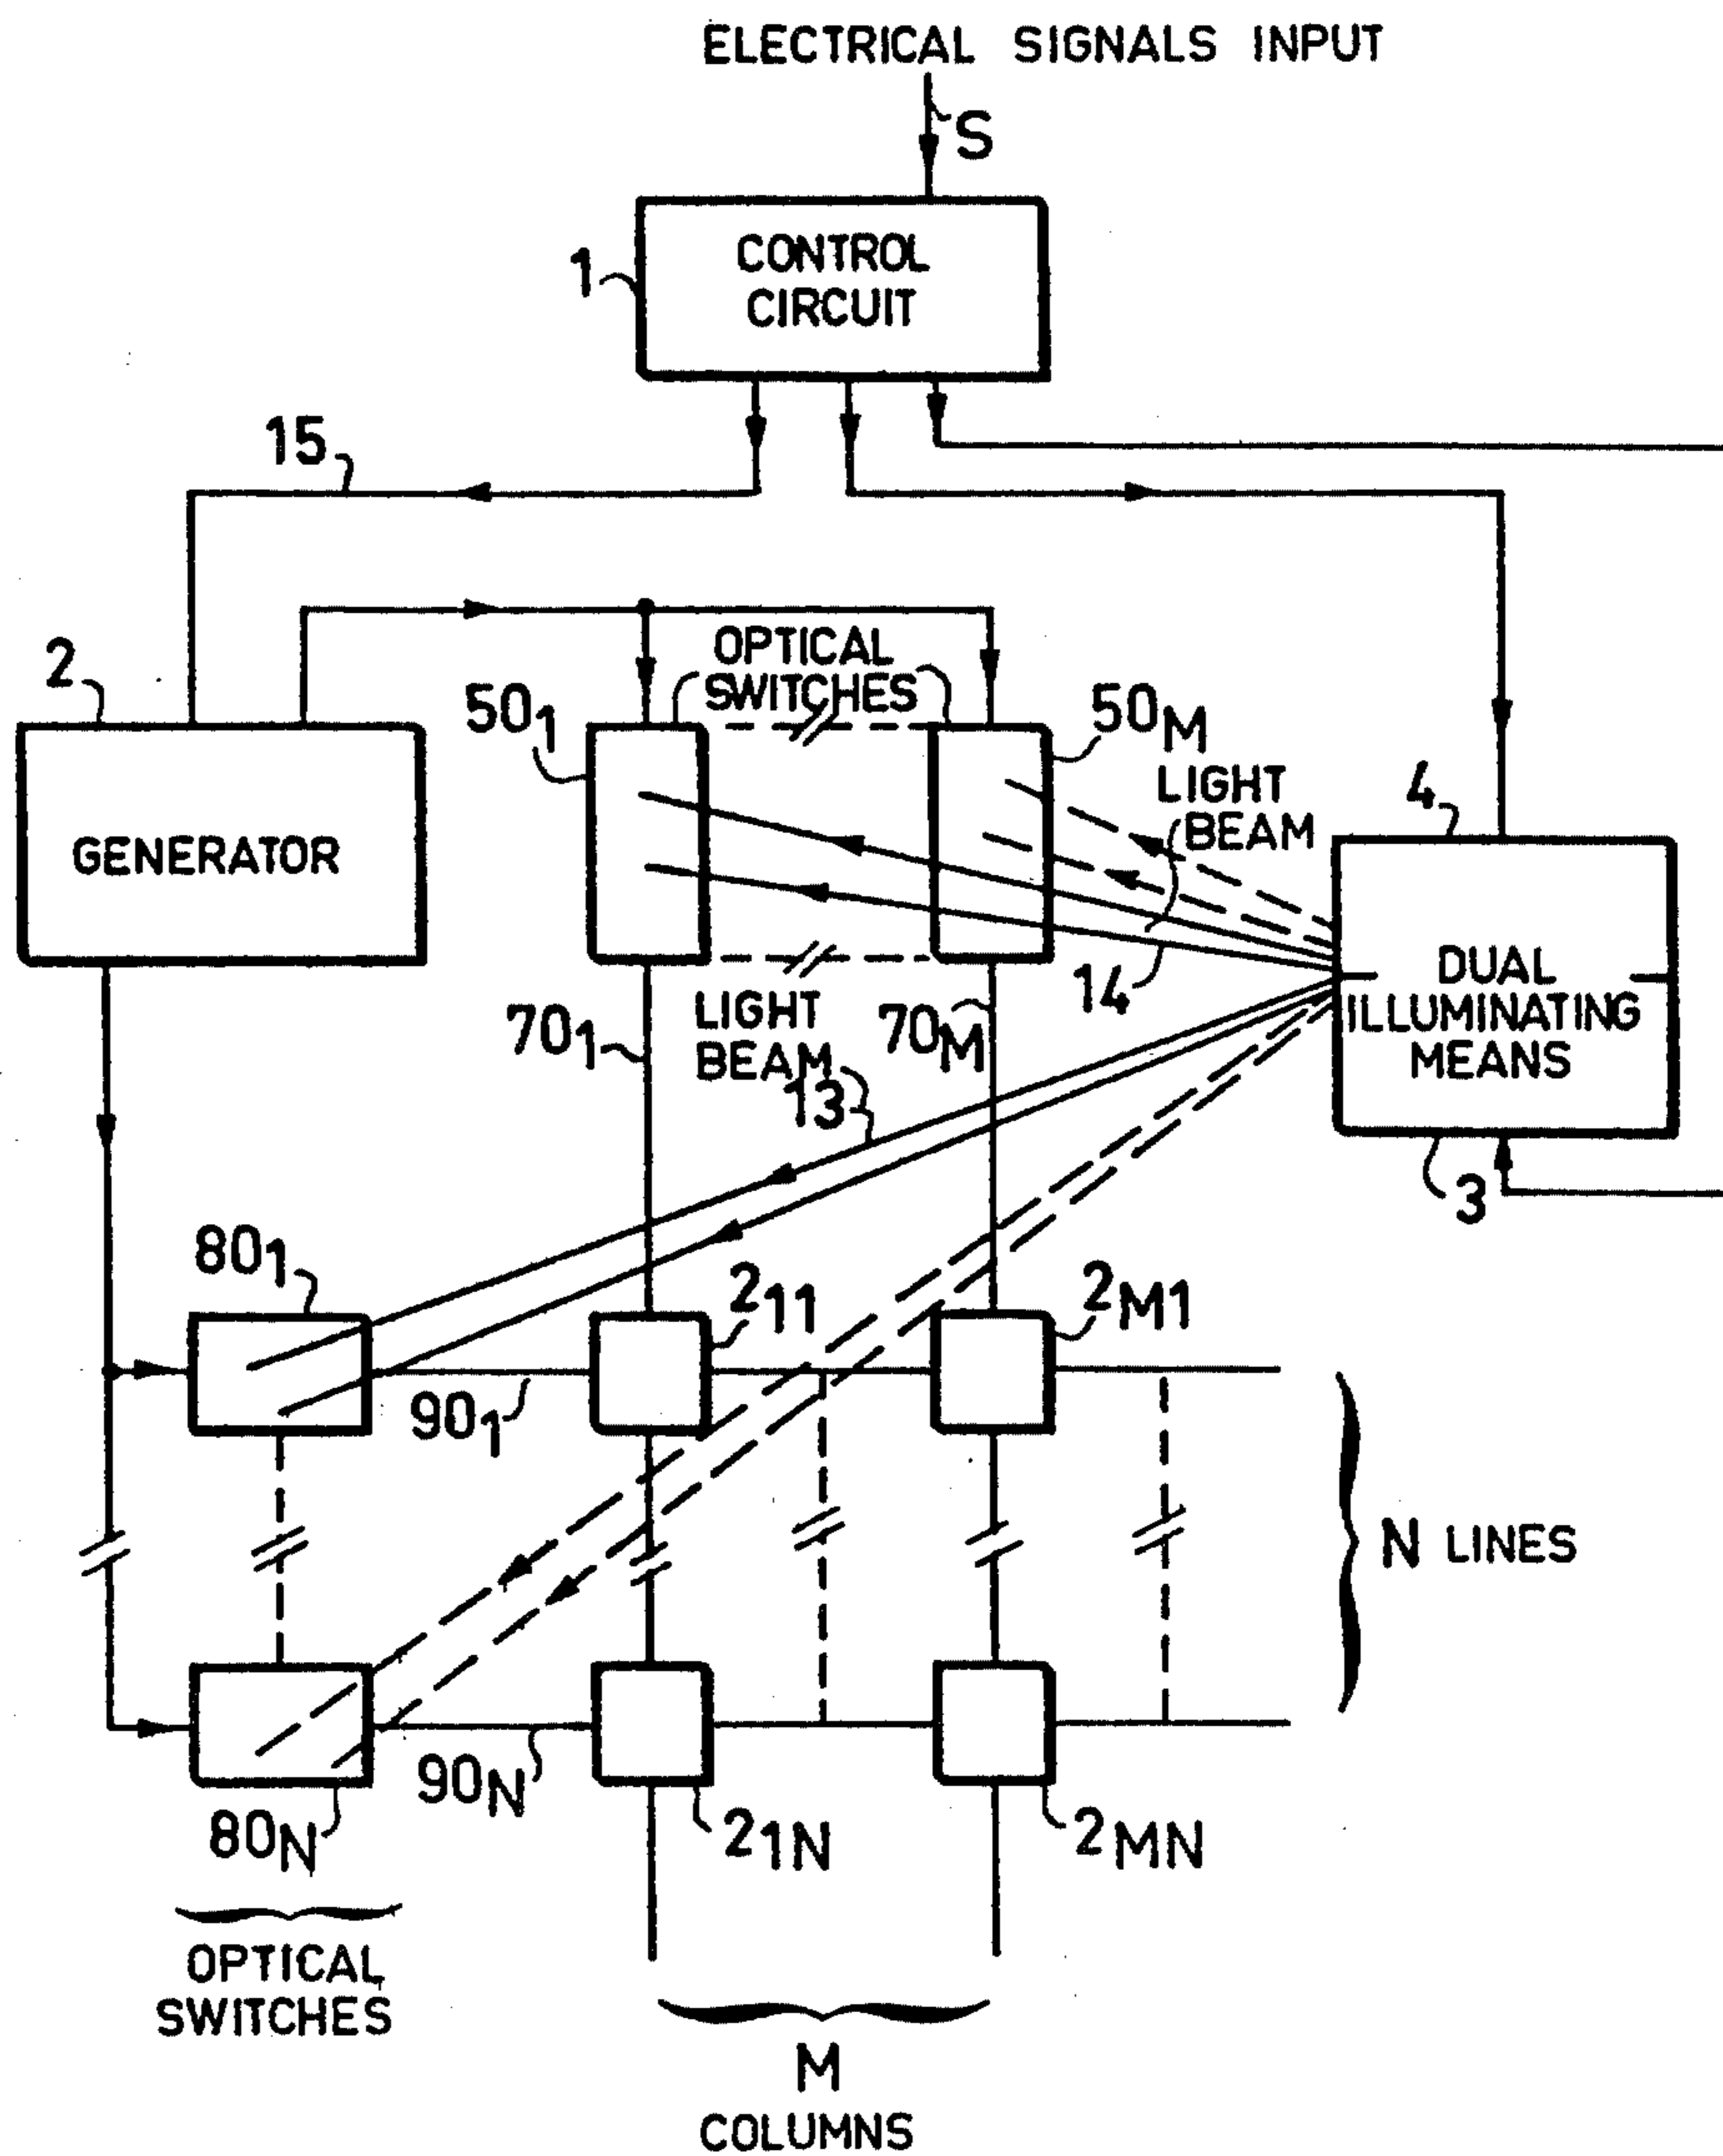 ELECTRICAL SIGNALS INPUT
S
1
CONTROL
CIRCUIT
15
2
OPTICAL
SWITCHES
50₁
50M
LIGHT
BEAM
4
GENERATOR
14
DUAL
ILLUMINATING
MEANS
70₁
LIGHT
BEAM
70M
13
3
80₁
2₁₁
2M1
90₁
N LINES
90N
80N
2₁N
2MN
OPTICAL
SWITCHES
M
COLUMNS